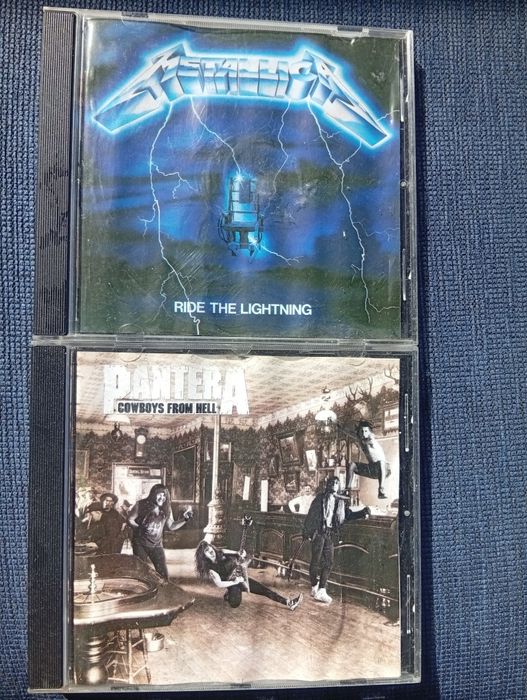 METALLICA
RIDE THE LIGHTNING
PANTERA
COWBOYS FROM HELL